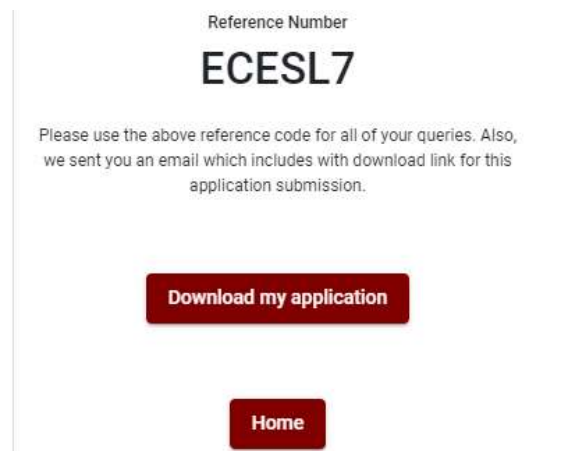 Reference Number
ECESL7
Please use the above reference code for all of your queries. Also,
we sent you an email which includes with download link for this
application submission.
Download my application
Home